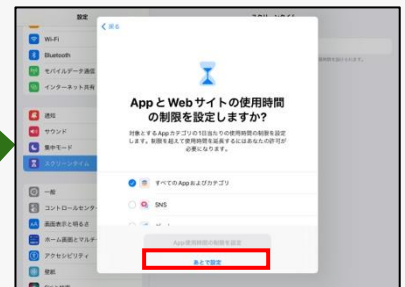 設定
スクリーンタイム
戻る
Wi-Fi
Bluetooth
モバイルデータ通信
インターネット共有
通知
サウンド
集中モード
スクリーンタイム
一般
コントロールセンター
画面表示と明るさ
ホーム画面とマルチ
アクセシビリティ
壁紙
AppとWebサイトの使用時間
の制限を設定しますか?
対象とするAppカテゴリの1日当たりの使用時間の制限を設定
します。制限を超えて使用時間を延長するにはあなたの許可が
必要になります。
すべてのAppおよびカテゴリ
SNS
App使用時間の制限を設定
あとで設定